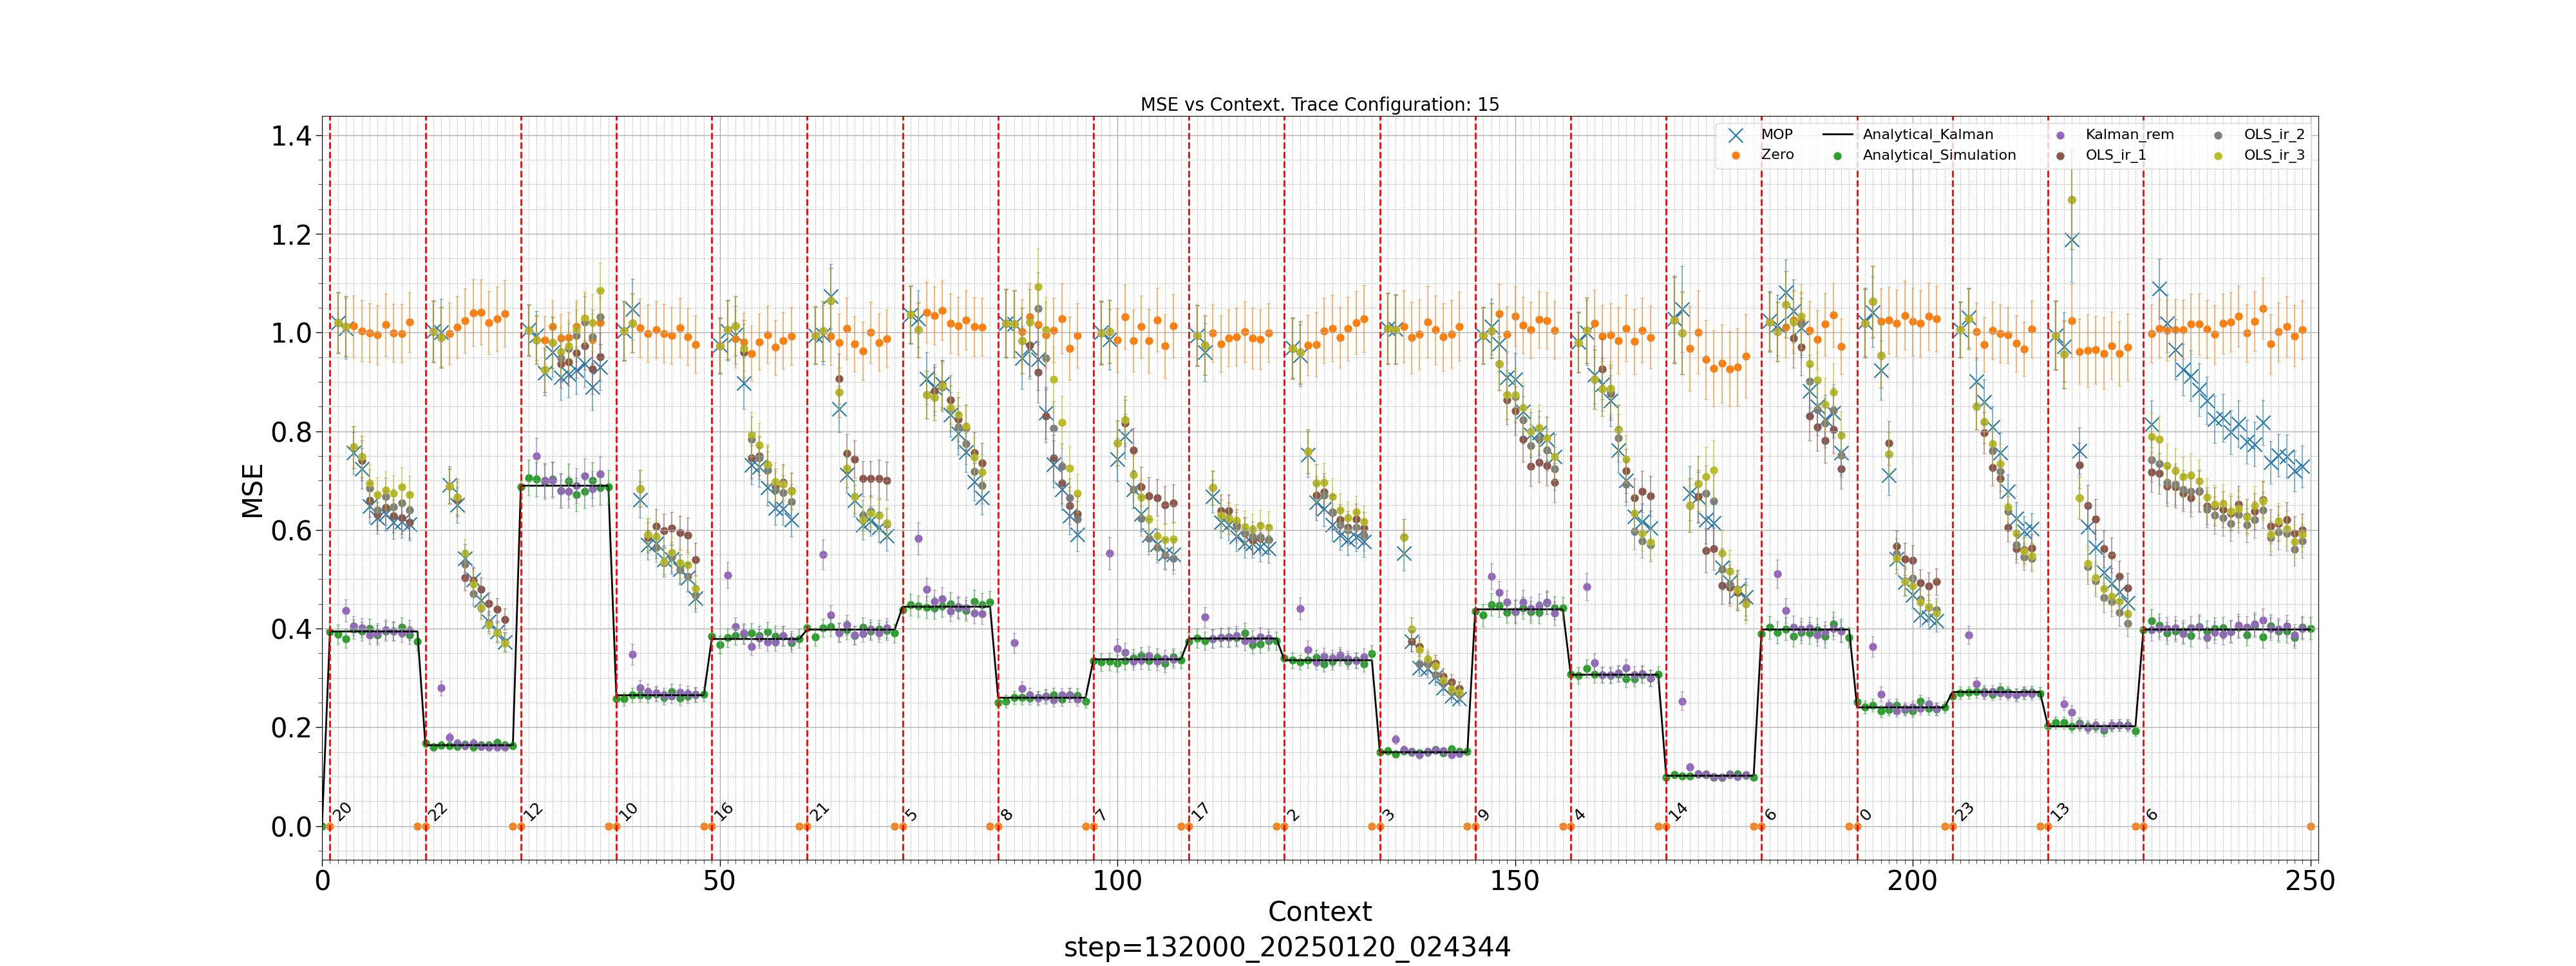 MSE vs Context. Trace Configuration: 15
MOP
Zero
Analytical_Kalman
Analytical_Simulation
Kalman_rem
OLS_ir_1
OLS_ir_2
OLS_ir_3
MSE
1.4
1.2
1.0
0.8
0.6
0.4
0.2
0.0
20 22 12 10 16 21 5 8 7 17 2 3 9 4 14 6 0 23 13 6
0 50 100 150 200 250
Context
step=132000_20250120_024344